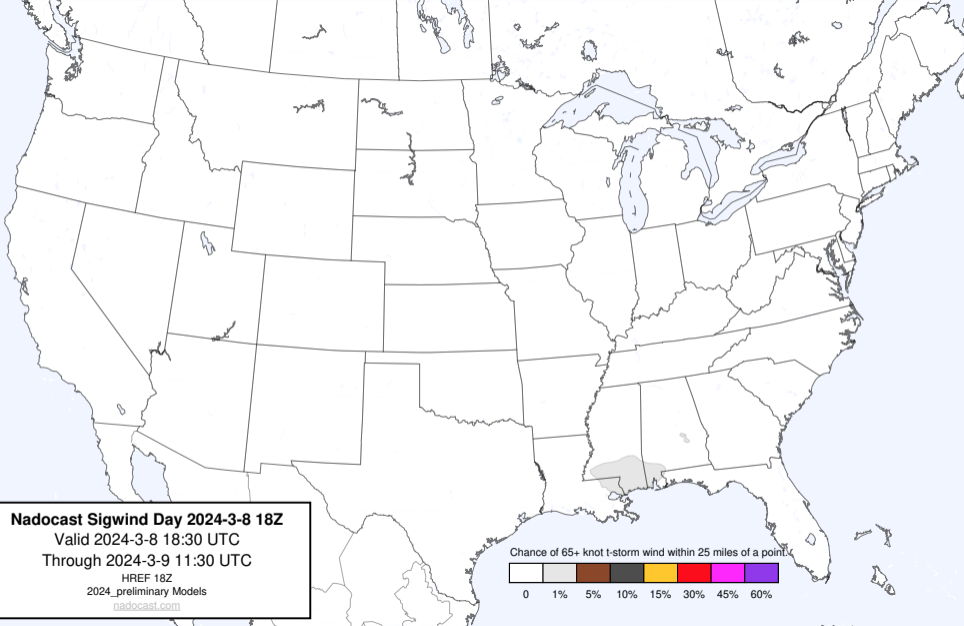 Nadocast Sigwind Day 2024-3-8 18Z
Valid 2024-3-8 18:30 UTC
Through 2024-3-9 11:30 UTC
HREF 18Z
2024_preliminary Models
nadocast.com
Chance of 65+ knot t-storm wind within 25 miles of a point.
0 1% 5% 10% 15% 30% 45% 60%